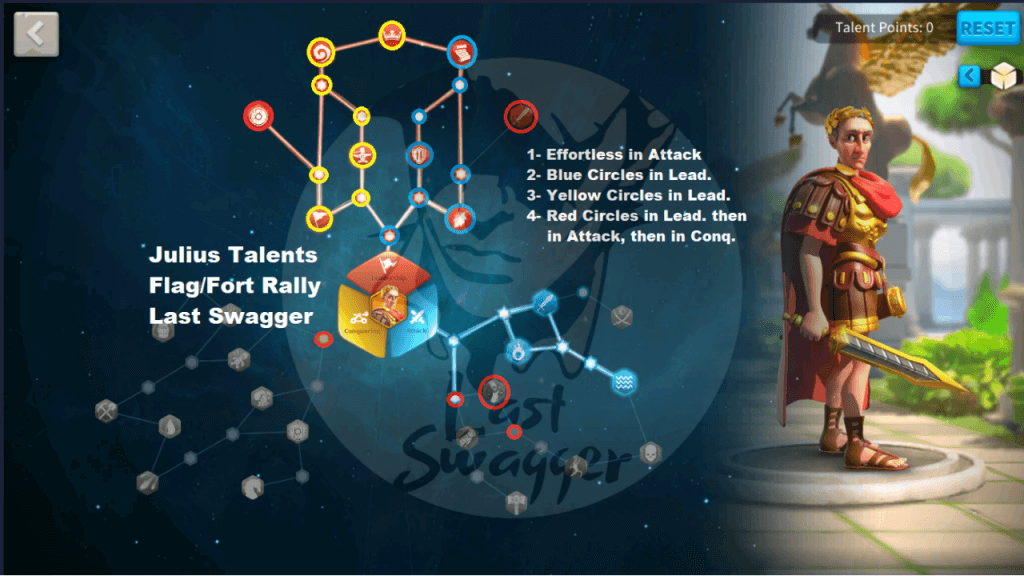 Talent Points: 0
RESET
1- Effortless in Attack
2- Blue Circles in Lead.
3- Yellow Circles in Lead.
4- Red Circles in Lead. then
in Attack, then in Conq.
Julius Talents
Flag/Fort Rally
Last Swagger
Leadership
Conquering
Attack
Last
Swagger